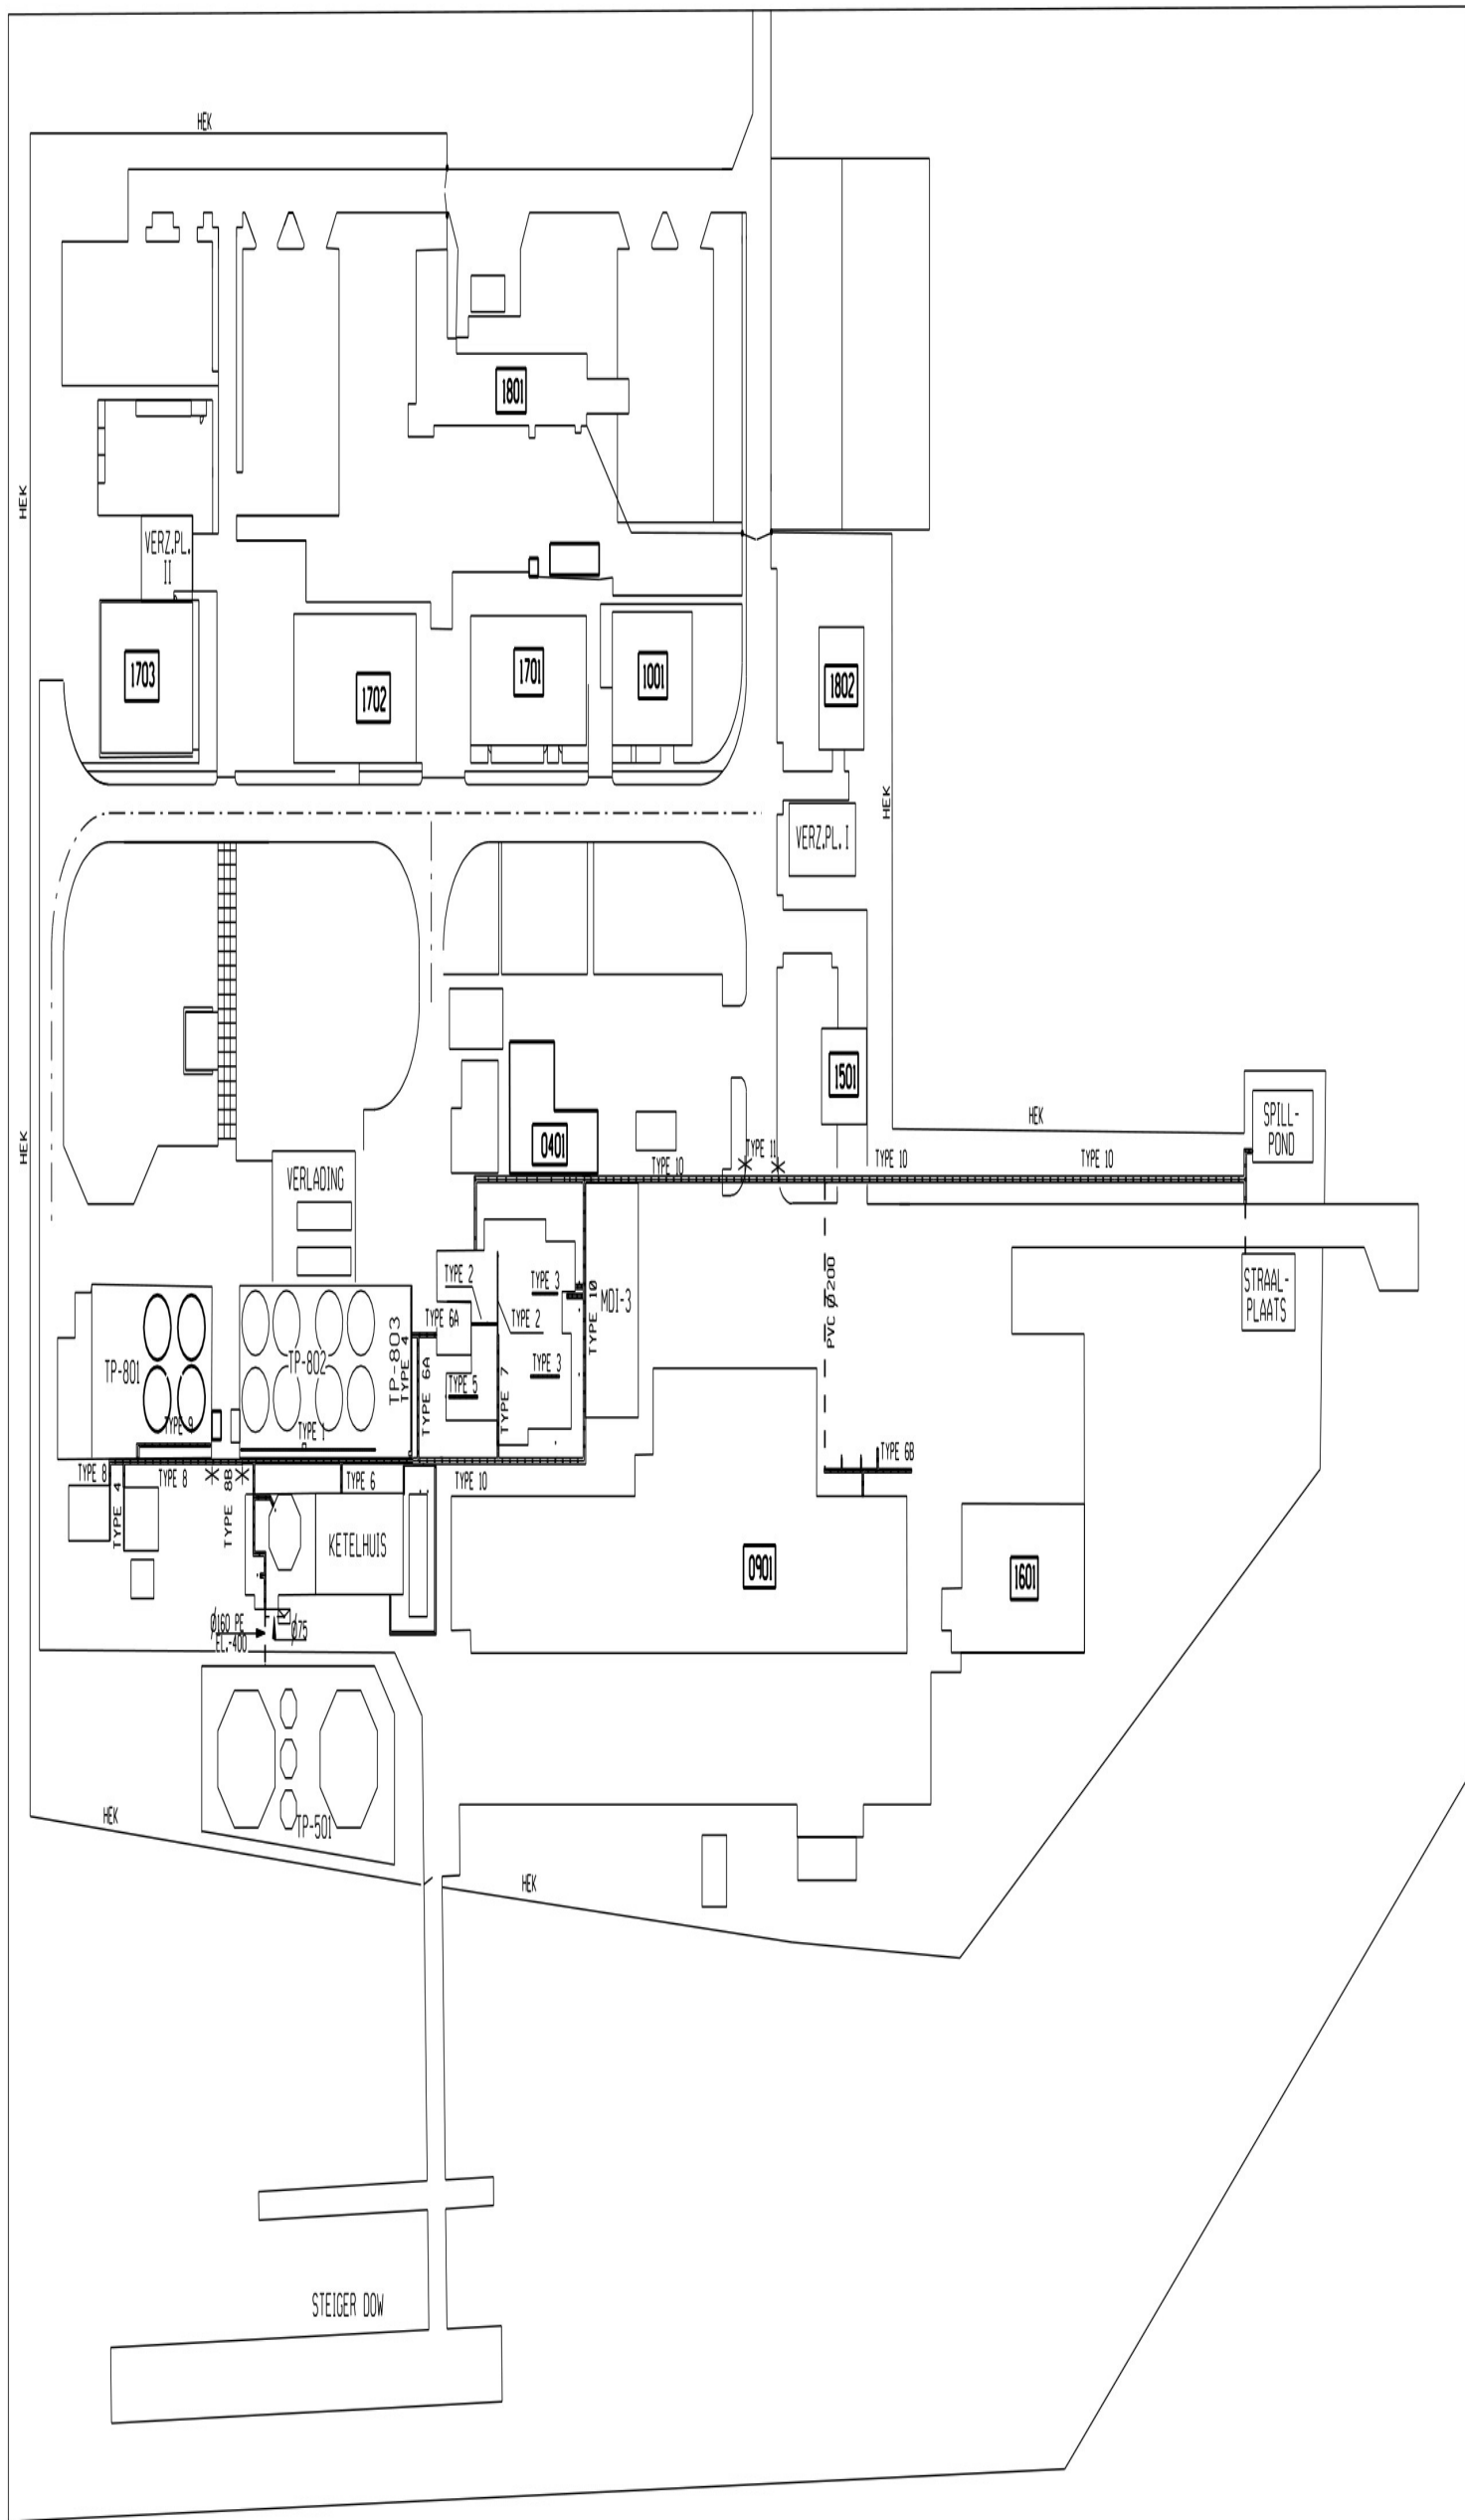 HEK
1801
HEK
VERZ.PL.
II
1703
1702
1701
1001
1802
HEK
VERZ.PL. I
1501
HEK
SPILL-
POND
HEK
0401
TYPE 11
TYPE 10
TYPE 10
TYPE 10
VERLADING
TYPE 2
TYPE 3
TYPE 10
MDI-3
PVC Ø200
STRAAL-
PLAATS
TYPE 6A
TYPE 2
TP-801
TP-802
TP-803
TYPE 4
TYPE 6A
TYPE 5
TYPE 7
TYPE 3
TYPE 9
TYPE 1
TYPE 6B
TYPE 8
TYPE 4
TYPE 8
TYPE 8B
TYPE 6
TYPE 10
KETELHUIS
0901
1601
Ø160 PE
EL.-400
Ø75
TP-501
HEK
HEK
STEIGER DOW